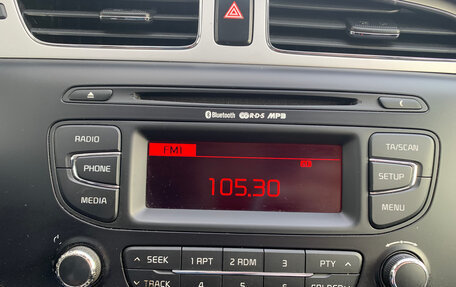 Bluetooth R·D·S MP3
RADIO
PHONE
MEDIA
FM1
105.30
TA/SCAN
SETUP
MENU
∧ SEEK
1 RPT
2 RDM
3
PTY ∧
∨ TRACK
4
5
6
FOLDER ∨